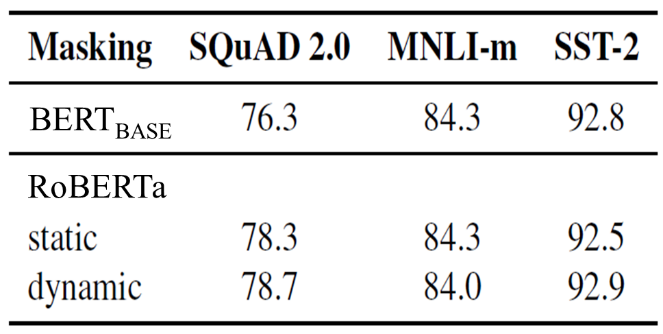 Masking SQuAD 2.0 MNLI-m SST-2
BERT_BASE 76.3 84.3 92.8
RoBERTa
static 78.3 84.3 92.5
dynamic 78.7 84.0 92.9